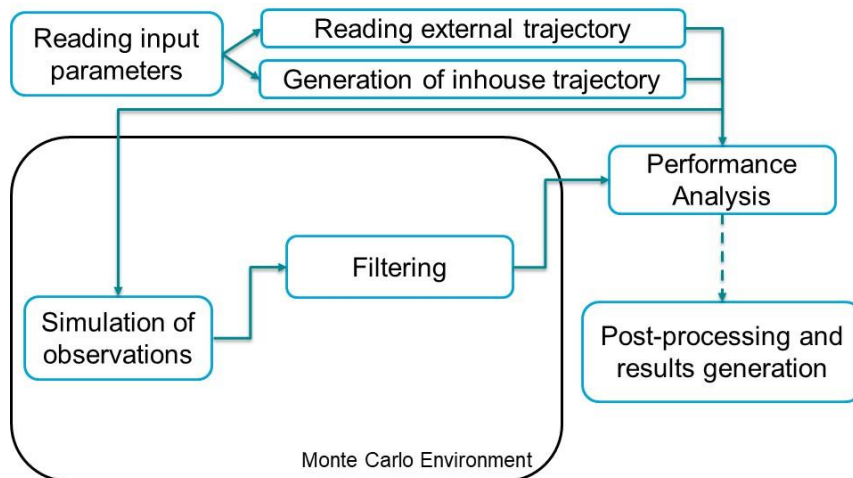 Reading input
parameters
Reading external trajectory
Generation of inhouse trajectory
Performance
Analysis
Filtering
Simulation of
observations
Post-processing and
results generation
Monte Carlo Environment